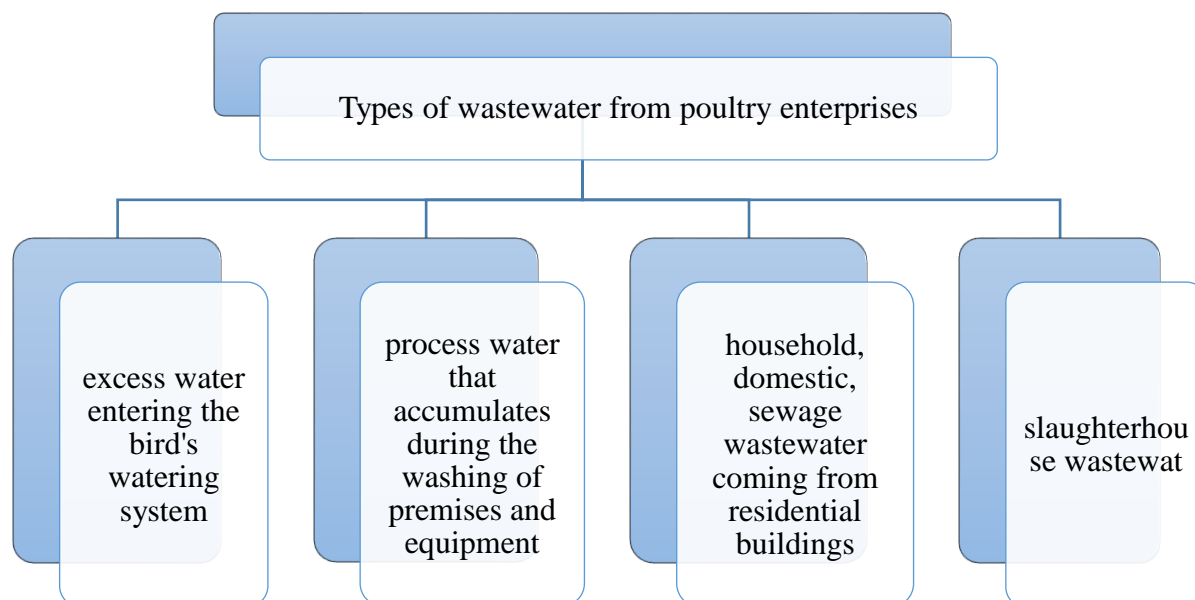 Types of wastewater from poultry enterprises
excess water
entering the
bird's
watering
system
process water
that
accumulates
during the
washing of
premises and
equipment
household,
domestic,
sewage
wastewater
coming from
residential
buildings
slaughterhou
se wastewat